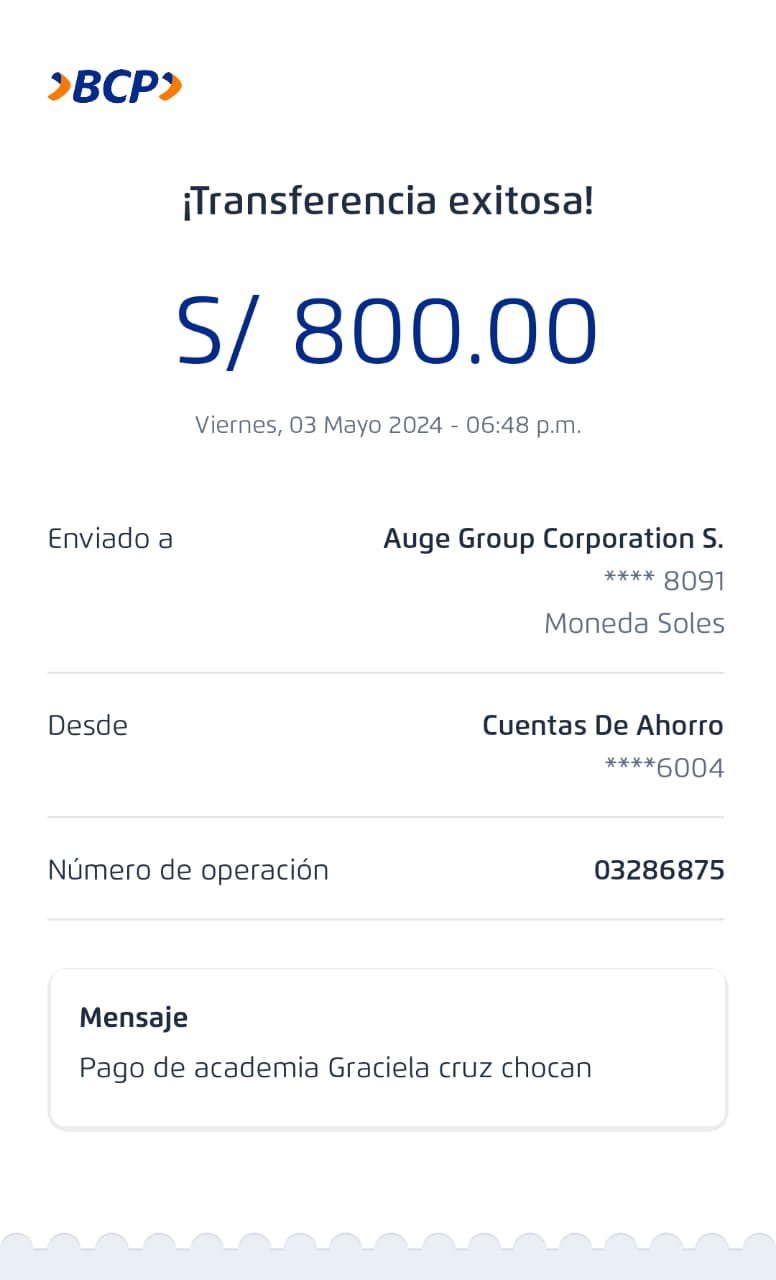 BCP
¡Transferencia exitosa!
S/ 800.00
Viernes, 03 Mayo 2024 - 06:48 p.m.
Enviado a
Auge Group Corporation S.
**** 8091
Moneda Soles
Desde
Cuentas De Ahorro
****6004
Número de operación
03286875
Mensaje
Pago de academia Graciela cruz chocan